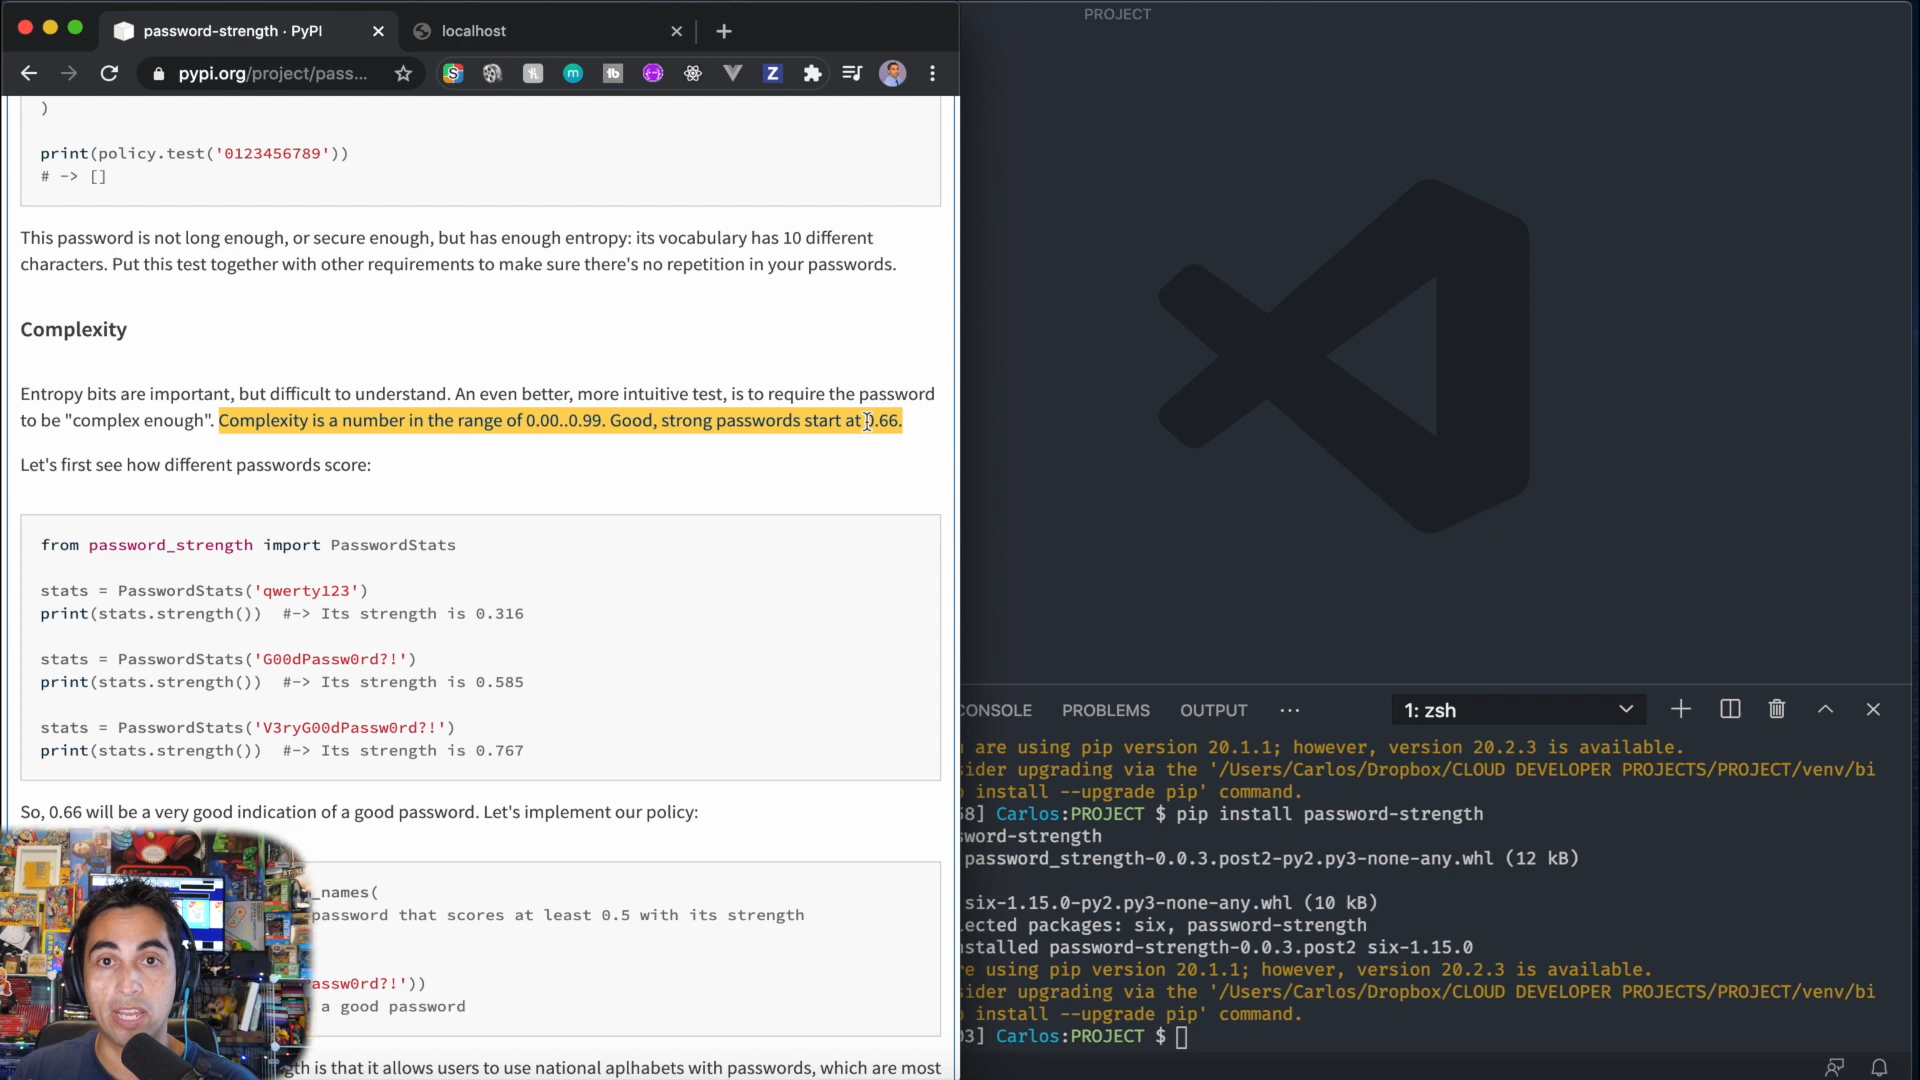 password-strength · PyPI
localhost
pypi.org/project/pass...
)
print(policy.test('0123456789'))
# -> []
This password is not long enough, or secure enough, but has enough entropy: its vocabulary has 10 different
characters. Put this test together with other requirements to make sure there's no repetition in your passwords.
Complexity
Entropy bits are important, but difficult to understand. An even better, more intuitive test, is to require the password
to be "complex enough". Complexity is a number in the range of 0.00..0.99. Good, strong passwords start at 0.66.
Let's first see how different passwords score:
from password_strength import PasswordStats
stats = PasswordStats('qwerty123')
print(stats.strength())  #-> Its strength is 0.316
stats = PasswordStats('G00dPassw0rd?!')
print(stats.strength())  #-> Its strength is 0.585
stats = PasswordStats('V3ryG00dPassw0rd?!')
print(stats.strength())  #-> Its strength is 0.767
So, 0.66 will be a very good indication of a good password. Let's implement our policy:
_names(
password that scores at least 0.5 with its strength
assw0rd?!'))
a good password
gth is that it allows users to use national aplhabets with passwords, which are most
PROJECT
CONSOLE
PROBLEMS
OUTPUT
1: zsh
are using pip version 20.1.1; however, version 20.2.3 is available.
sider upgrading via the '/Users/Carlos/Dropbox/CLOUD DEVELOPER PROJECTS/PROJECT/venv/bi
install --upgrade pip' command.
8] Carlos:PROJECT $ pip install password-strength
sword-strength
password_strength-0.0.3.post2-py2.py3-none-any.whl (12 kB)
six-1.15.0-py2.py3-none-any.whl (10 kB)
ected packages: six, password-strength
nstalled password-strength-0.0.3.post2 six-1.15.0
e using pip version 20.1.1; however, version 20.2.3 is available.
sider upgrading via the '/Users/Carlos/Dropbox/CLOUD DEVELOPER PROJECTS/PROJECT/venv/bi
install --upgrade pip' command.
03] Carlos:PROJECT $